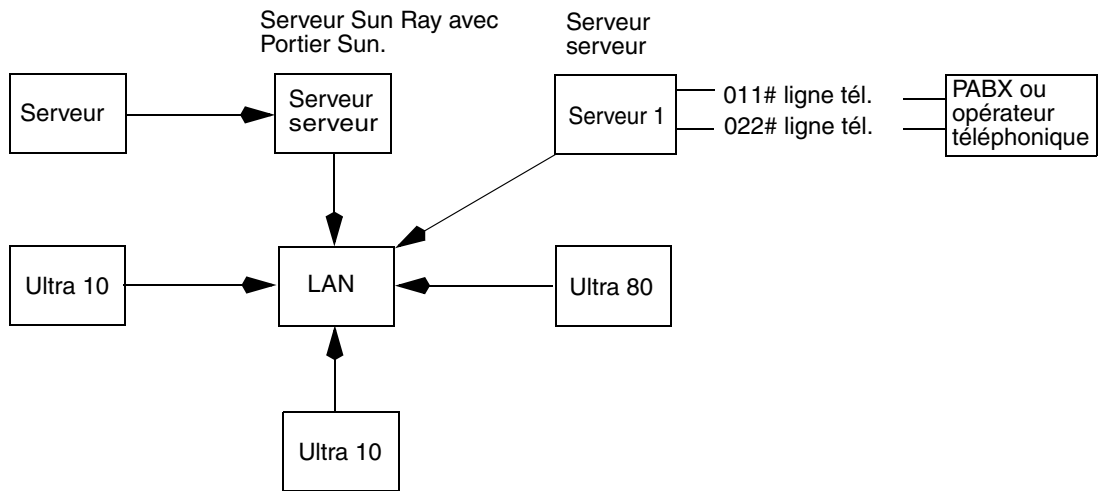 Serveur Sun Ray avec
Portier Sun.
Serveur
serveur
Serveur
Serveur
serveur
Serveur 1
011# ligne tél.
022# ligne tél.
PABX ou
opérateur
téléphonique
Ultra 10
LAN
Ultra 80
Ultra 10